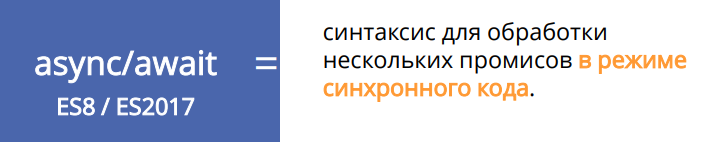 async/await =
ES8 / ES2017
синтаксис для обработки
нескольких промисов в режиме
синхронного кода.